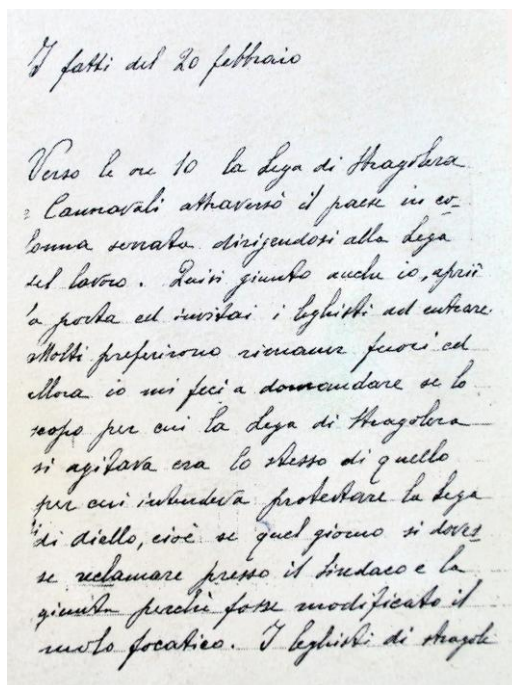 I fatti del 20 febbraio
Verso le ore 10 la Lega di Stragolera
e Cannavali attraversò il paese in co-
lonna serrata dirigendosi alla Lega
del lavoro. Quivi giunto anche io, aprii
la porta ed invitai i leghisti ad entrare.
Molti preferirono rimaner fuori ed
allora io mi feci a domandare se lo
scopo per cui la Lega di Stragolera
si agitava era lo stesso di quello
per cui intendeva protestare la Lega
di diello, cioè se quel giorno si doves-
se reclamare presso il Sindaco e la
giunta perchè fosse modificato il
ruolo focatico. I leghisti di stragole